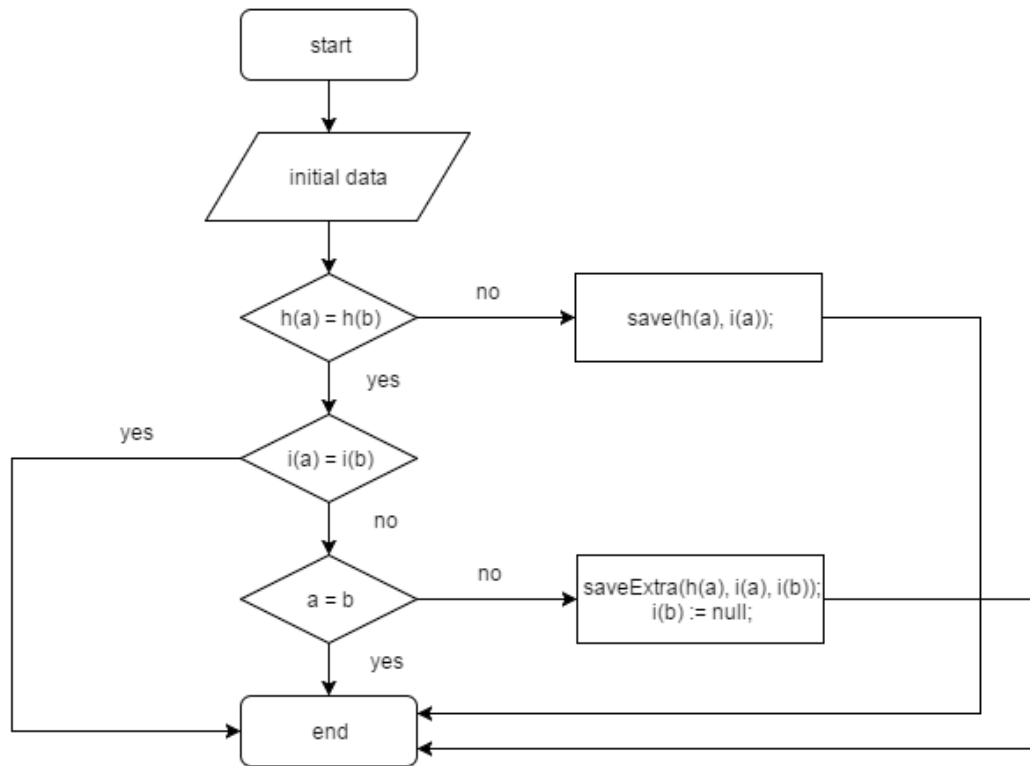 start
initial data
h(a) = h(b)
no
save(h(a), i(a));
yes
yes
i(a) = i(b)
no
a = b
no
saveExtra(h(a), i(a), i(b));
i(b) := null;
yes
end